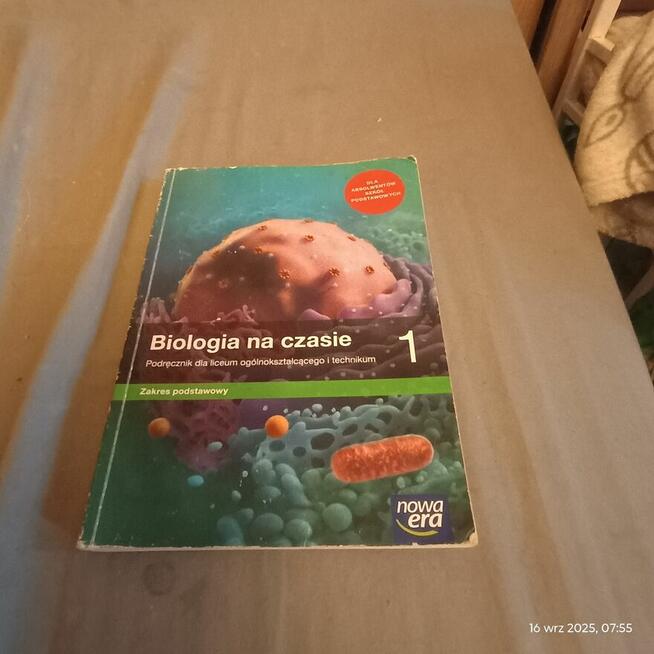 DLA
ABSOLWENTÓW
SZKÓŁ
PODSTAWOWYCH
Biologia na czasie 1
Podręcznik dla liceum ogólnokształcącego i technikum
Zakres podstawowy
nowa
era
16 wrz 2025, 07:55